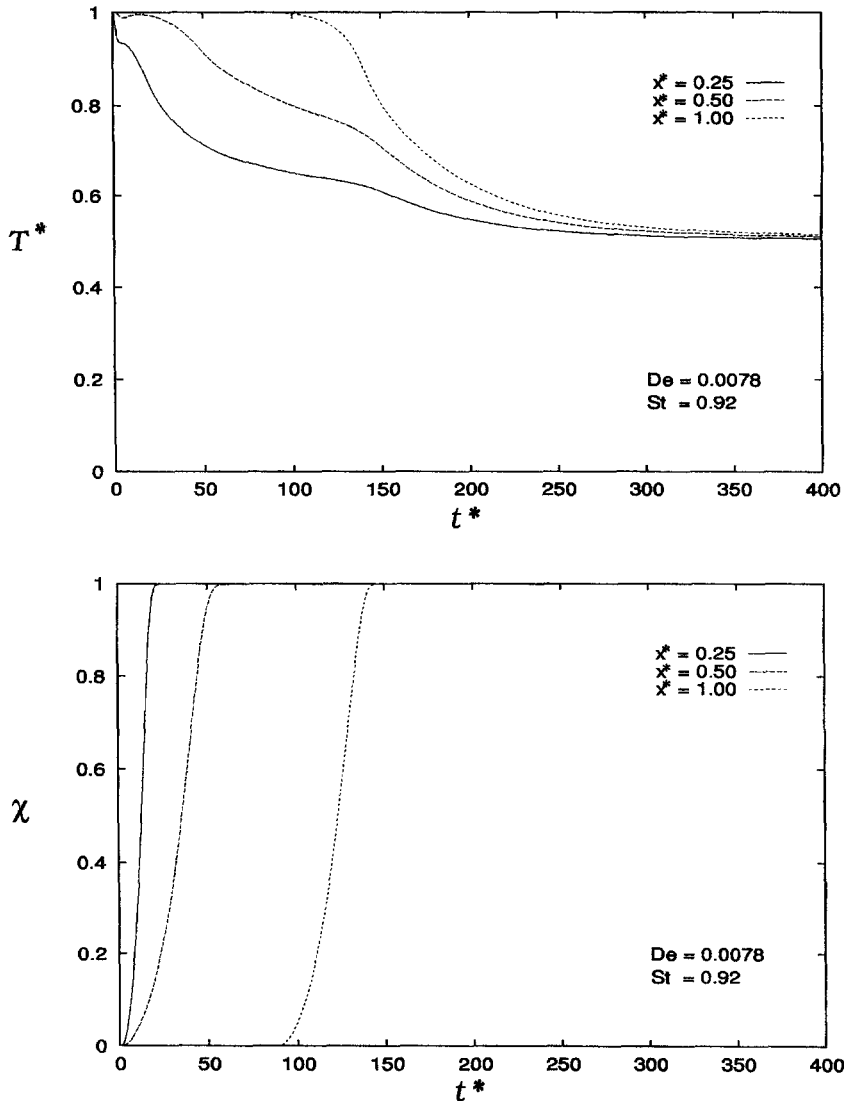 1
0.8
0.6
0.4
0.2
0
T*
x* = 0.25
x* = 0.50
x* = 1.00
De = 0.0078
St = 0.92
0 50 100 150 200 250 300 350 400
t*
1
0.8
0.6
0.4
0.2
0
χ
x* = 0.25
x* = 0.50
x* = 1.00
De = 0.0078
St = 0.92
0 50 100 150 200 250 300 350 400
t*